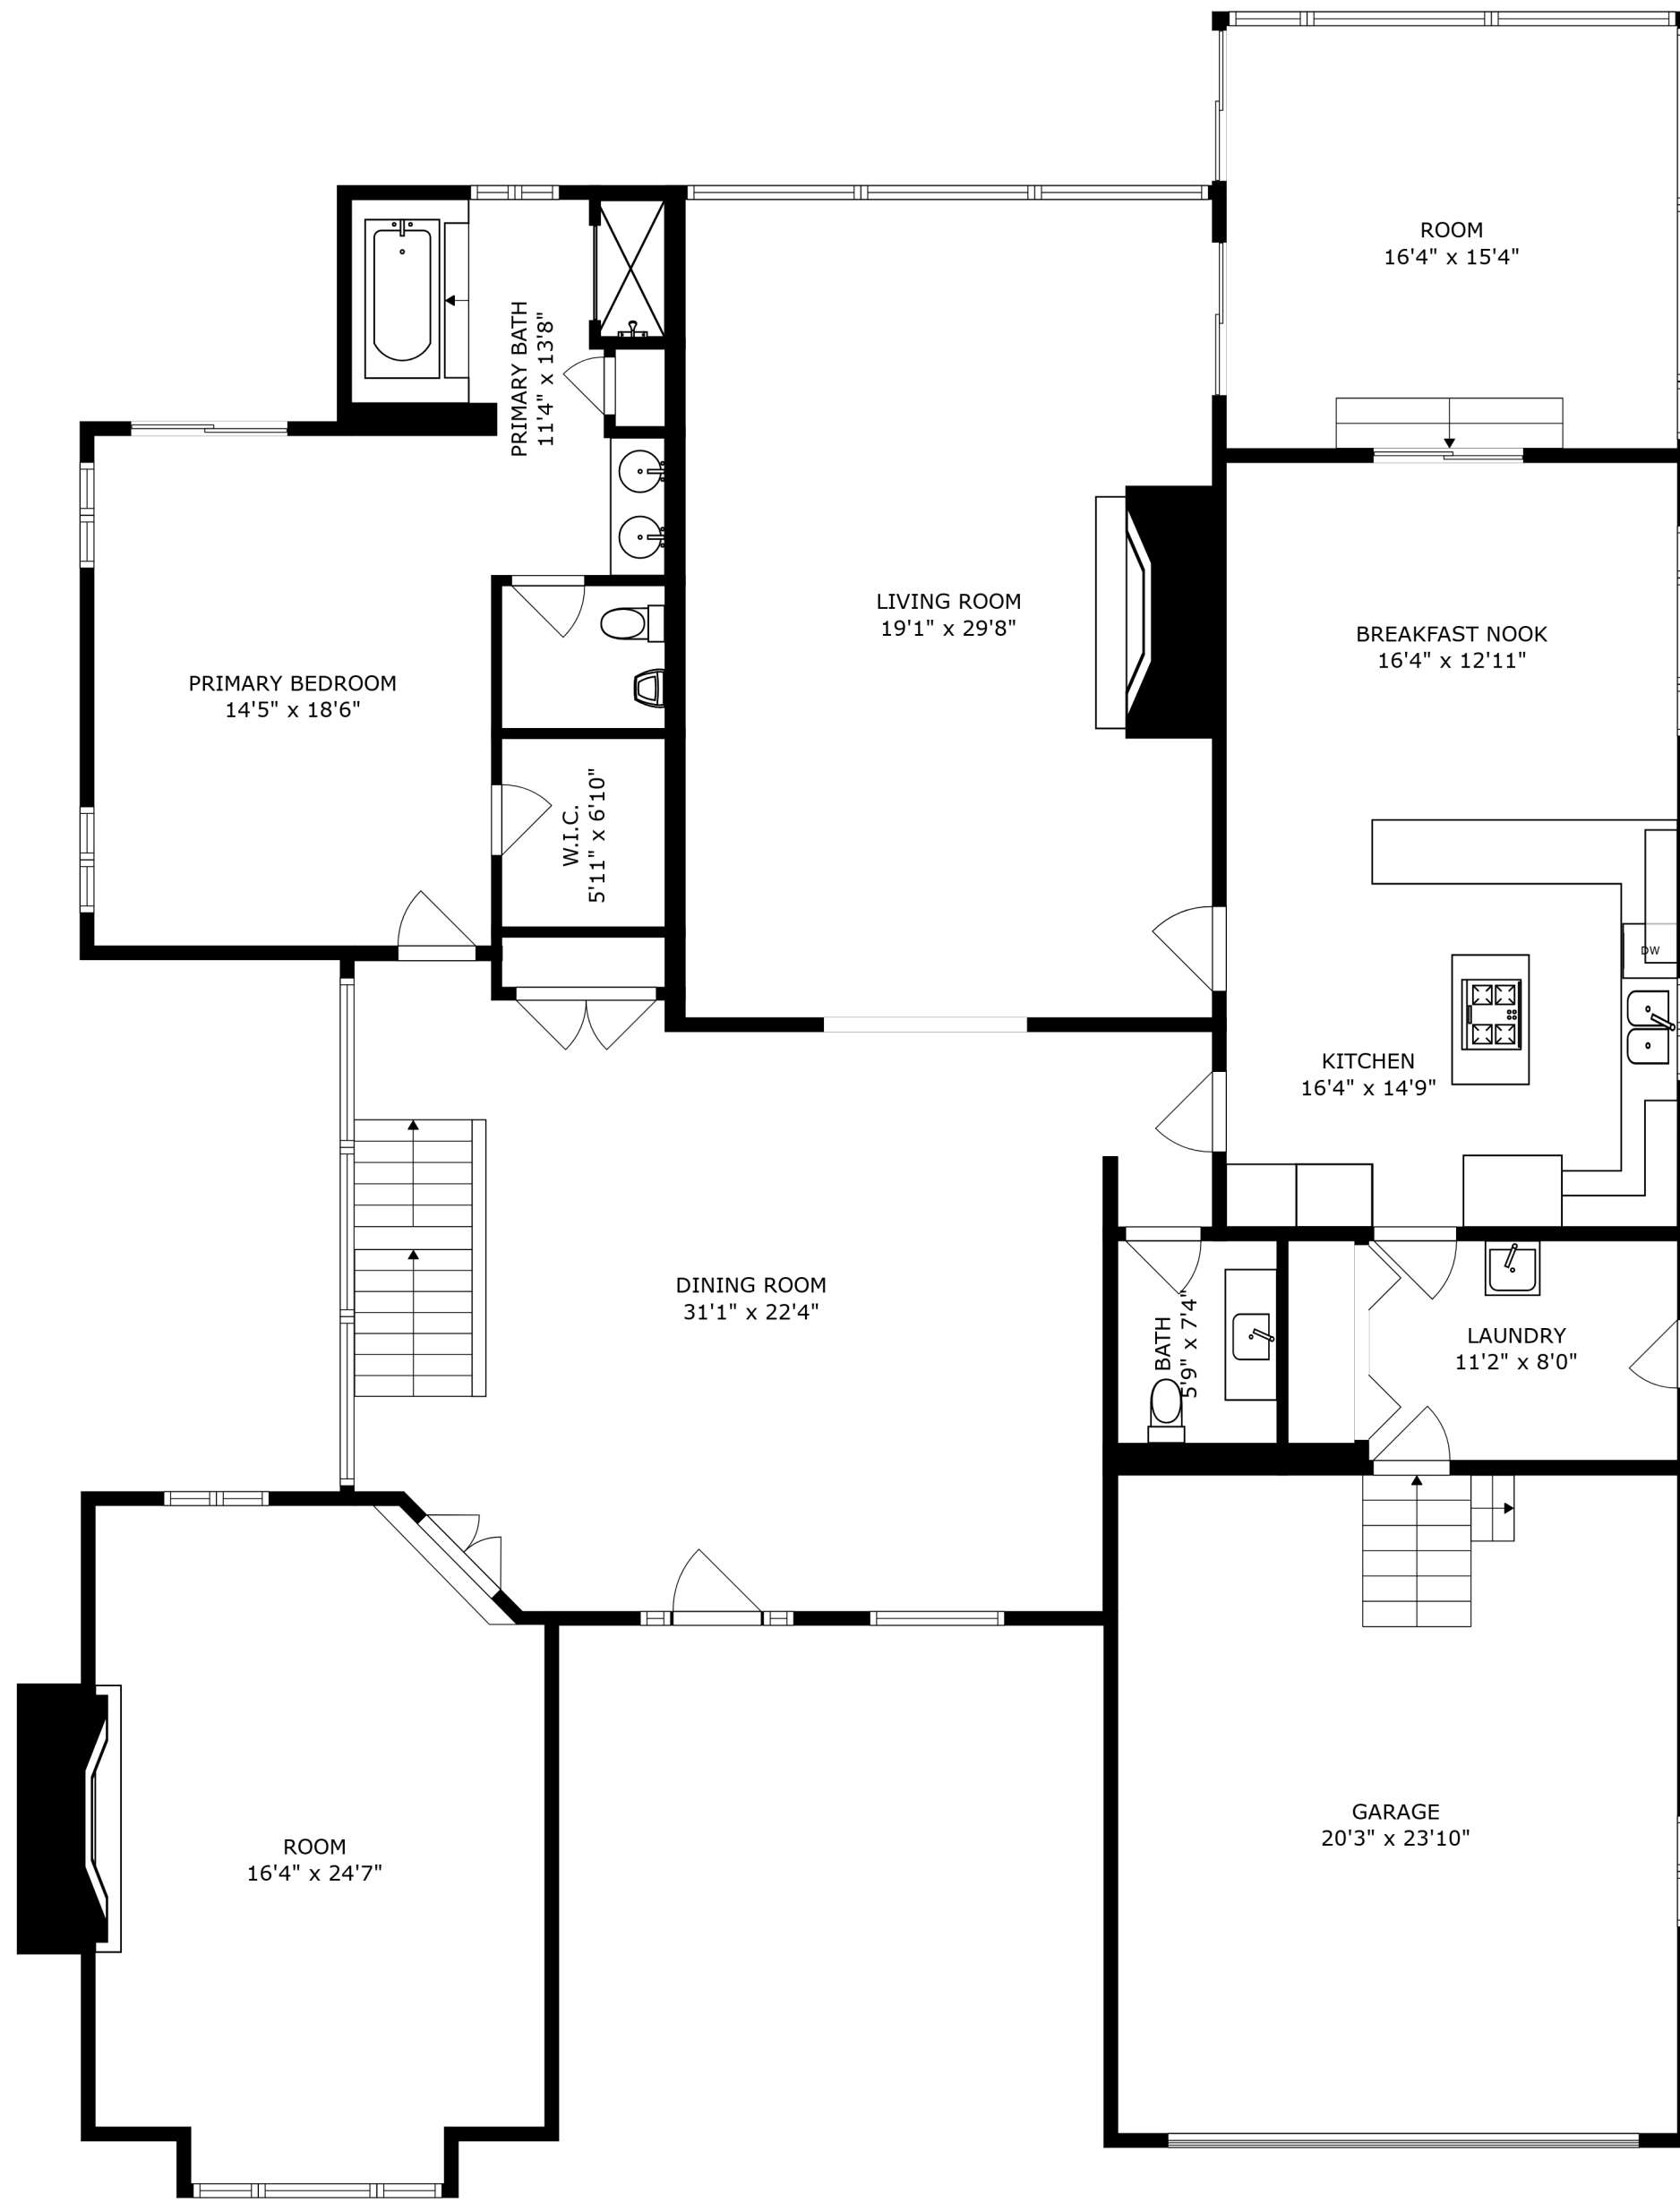 ROOM
16'4" x 15'4"
PRIMARY BATH
11'4" x 13'8"
LIVING ROOM
19'1" x 29'8"
BREAKFAST NOOK
16'4" x 12'11"
PRIMARY BEDROOM
14'5" x 18'6"
W.I.C.
5'11" x 6'10"
DW
KITCHEN
16'4" x 14'9"
DINING ROOM
31'1" x 22'4"
BATH
5'9" x 7'4"
LAUNDRY
11'2" x 8'0"
GARAGE
20'3" x 23'10"
ROOM
16'4" x 24'7"